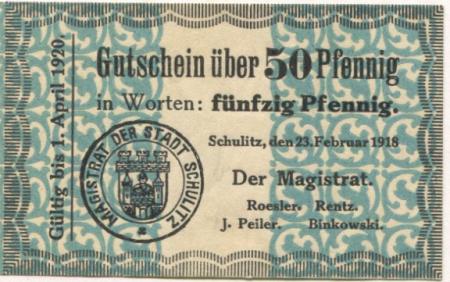 Gutschein über 50 Pfennig
in Worten: fünfzig Pfennig.
Schulitz, den 23. Februar 1918
Der Magistrat.
Roesler. Rentz.
J. Peiler. Binkowski.
Gültig bis 1. April 1920.
MAGISTRAT DER STADT SCHULITZ